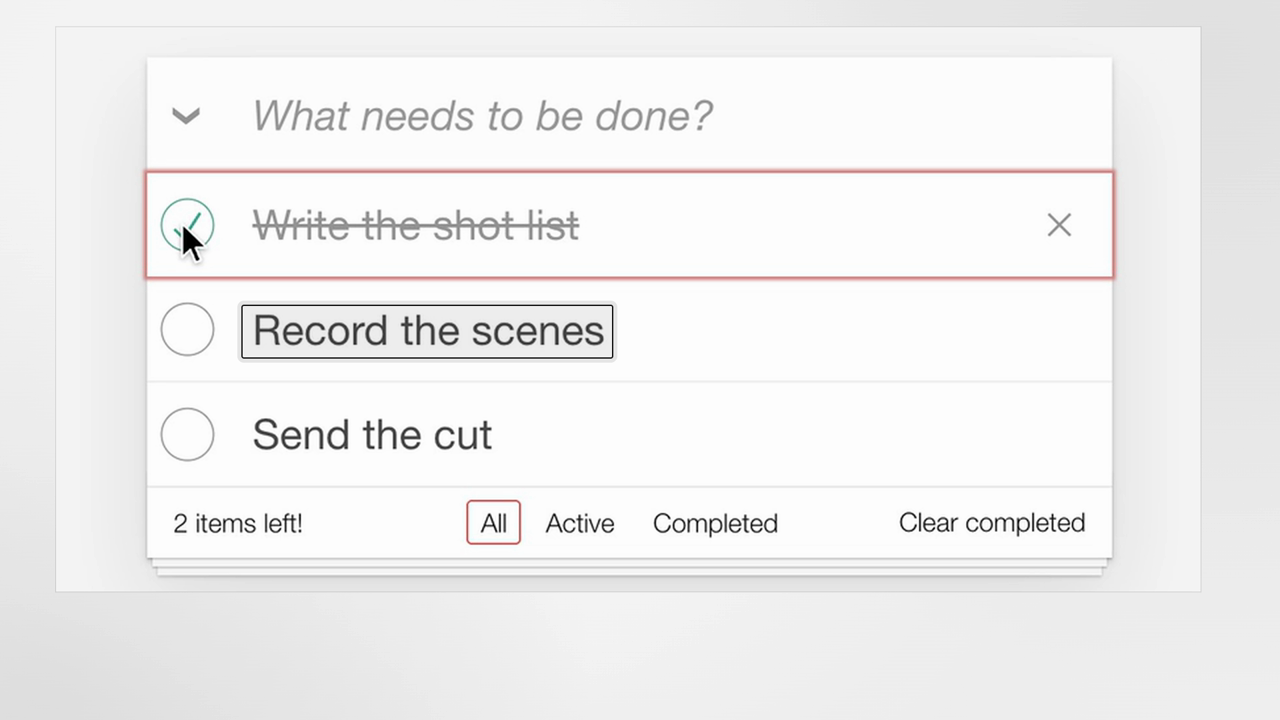 What needs to be done?
Write the shot list
Record the scenes
Send the cut
2 items left! All Active Completed Clear completed